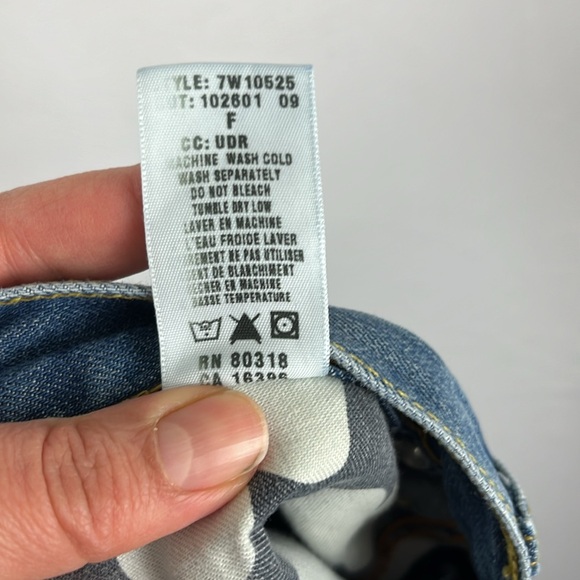 YLE: 7W10525
UT: 102601 09
F
CC: UDR
MACHINE WASH COLD
WASH SEPARATELY
DO NOT BLEACH
TUMBLE DRY LOW
LAVER EN MACHINE
L'EAU FROIDE LAVER
REMENT NE PAS UTILISER
ENT DE BLANCHIMENT
SECHER EN MACHINE
BASSE TEMPERATURE
RN 80318
CA 16386